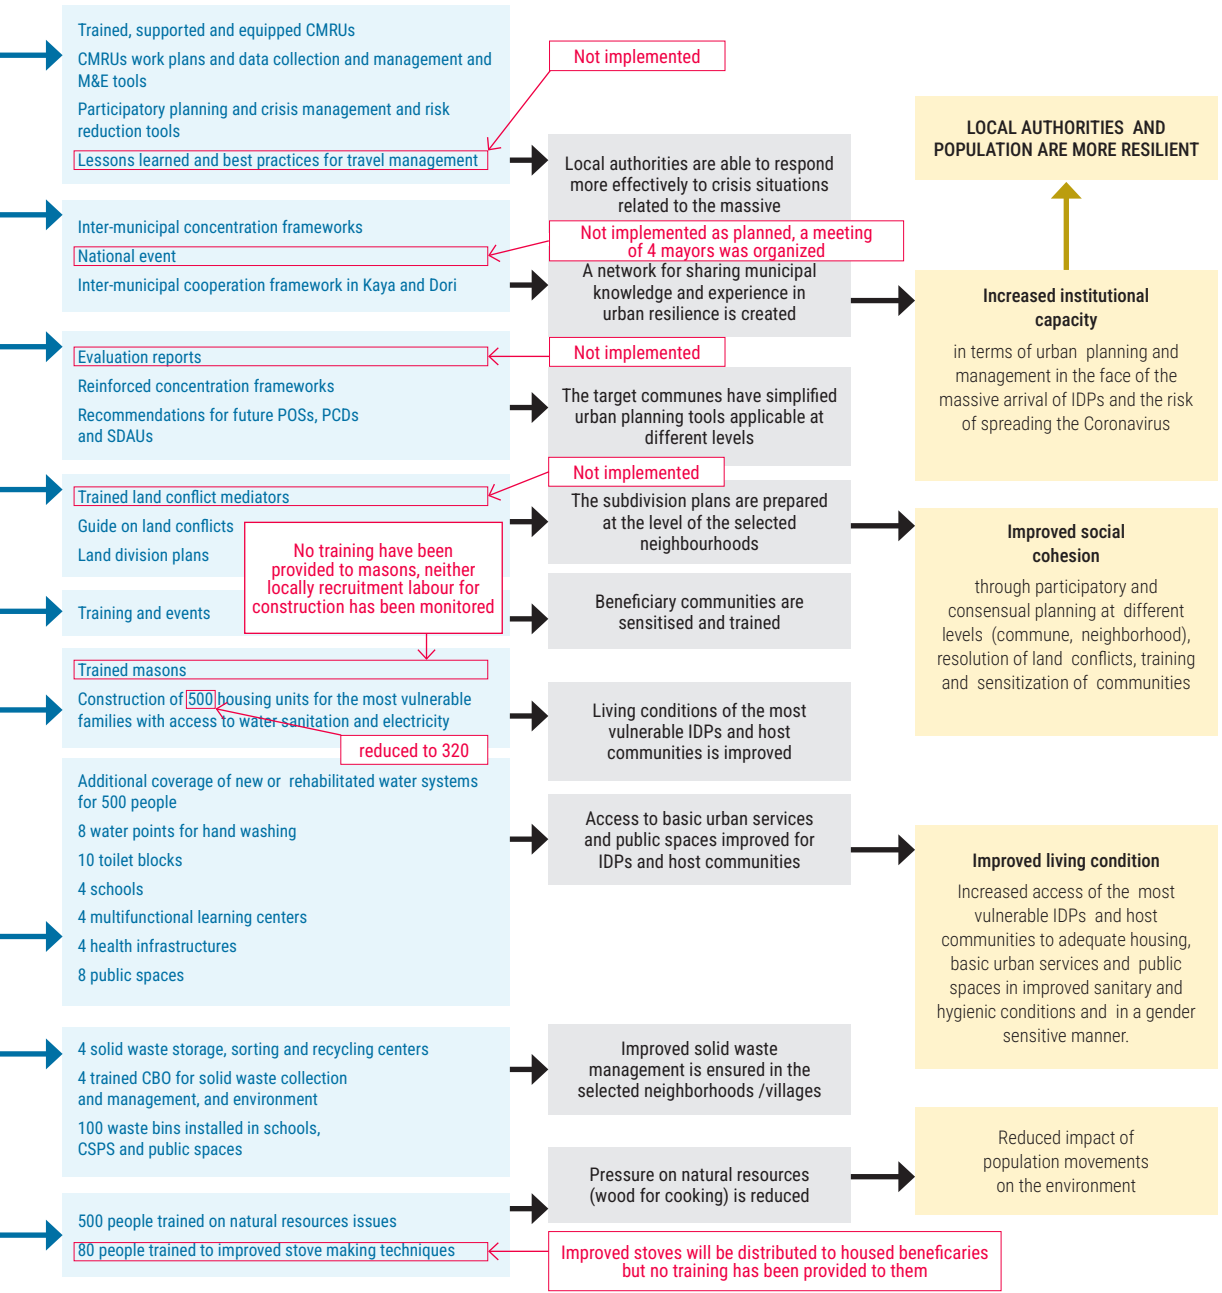 Trained, supported and equipped CMRUs
CMRUs work plans and data collection and management and
M&E tools
Participatory planning and crisis management and risk
reduction tools
Lessons learned and best practices for travel management
Not implemented
Local authorities are able to respond
more effectively to crisis situations
related to the massive
Inter-municipal concentration frameworks
National event
Inter-municipal cooperation framework in Kaya and Dori
Not implemented as planned, a meeting
of 4 mayors was organized
A network for sharing municipal
knowledge and experience in
urban resilience is created
Evaluation reports
Reinforced concentration frameworks
Recommendations for future POSs, PCDs
and SDAUs
Not implemented
The target communes have simplified
urban planning tools applicable at
different levels
Trained land conflict mediators
Guide on land conflicts
Land division plans
Not implemented
The subdivision plans are prepared
at the level of the selected
neighbourhoods
No training have been
provided to masons, neither
locally recruitment labour for
construction has been monitored
Training and events
Beneficiary communities are
sensitised and trained
Trained masons
Construction of 500 housing units for the most vulnerable
families with access to water sanitation and electricity
reduced to 320
Living conditions of the most
vulnerable IDPs and host
communities is improved
Additional coverage of new or rehabilitated water systems
for 500 people
8 water points for hand washing
10 toilet blocks
4 schools
4 multifunctional learning centers
4 health infrastructures
8 public spaces
Access to basic urban services
and public spaces improved for
IDPs and host communities
4 solid waste storage, sorting and recycling centers
4 trained CBO for solid waste collection
and management, and environment
100 waste bins installed in schools,
CSPS and public spaces
Improved solid waste
management is ensured in the
selected neighborhoods /villages
Pressure on natural resources
(wood for cooking) is reduced
500 people trained on natural resources issues
80 people trained to improved stove making techniques
Improved stoves will be distributed to housed beneficaries
but no training has been provided to them
LOCAL AUTHORITIES AND
POPULATION ARE MORE RESILIENT
Increased institutional
capacity
in terms of urban planning and
management in the face of the
massive arrival of IDPs and the risk
of spreading the Coronavirus
Improved social
cohesion
through participatory and
consensual planning at different
levels (commune, neighborhood),
resolution of land conflicts, training
and sensitization of communities
Improved living condition
Increased access of the most
vulnerable IDPs and host
communities to adequate housing,
basic urban services and public
spaces in improved sanitary and
hygienic conditions and in a gender
sensitive manner.
Reduced impact of
population movements
on the environment